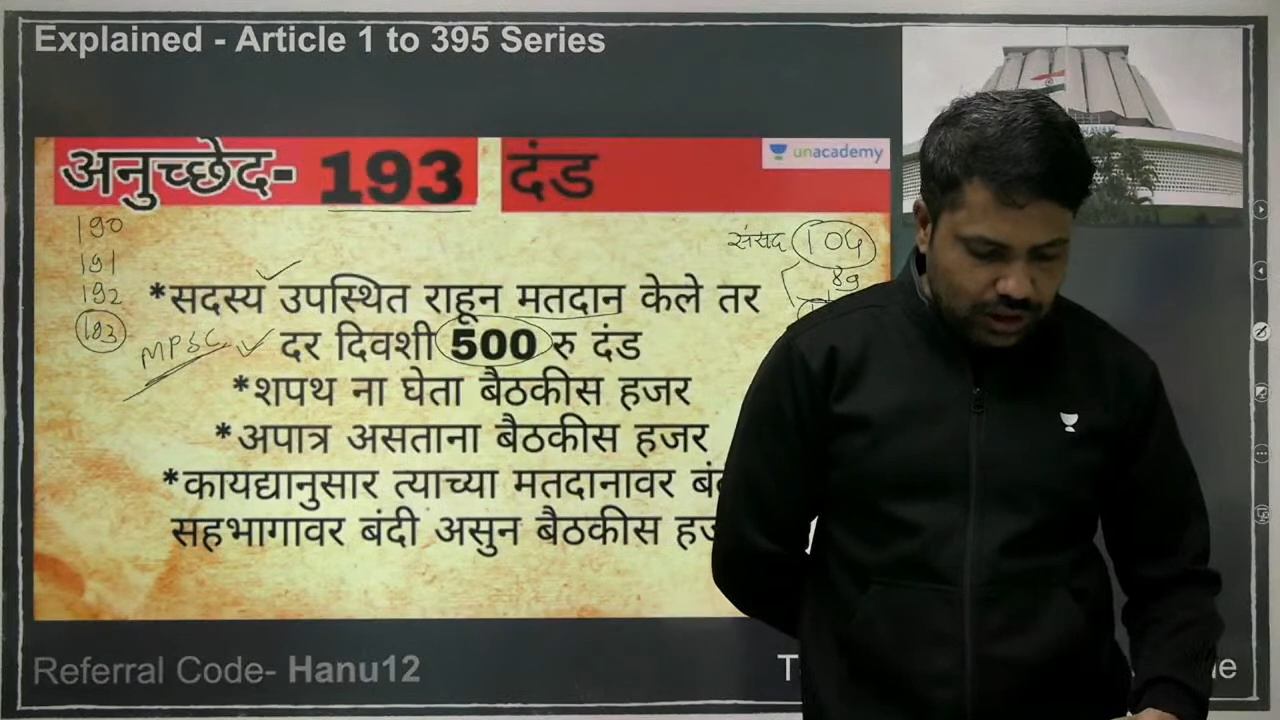 Explained - Article 1 to 395 Series
अनुच्छेद- 193 दंड
unacademy
190
191
192
193
MPSC
संसद 104
89
*सदस्य उपस्थित राहून मतदान केले तर
दर दिवशी 500 रु दंड
*शपथ ना घेता बैठकीस हजर
*अपात्र असताना बैठकीस हजर
*कायद्यानुसार त्याच्या मतदानावर
सहभागावर बंदी असुन बैठकीस
Referral Code- Hanu12